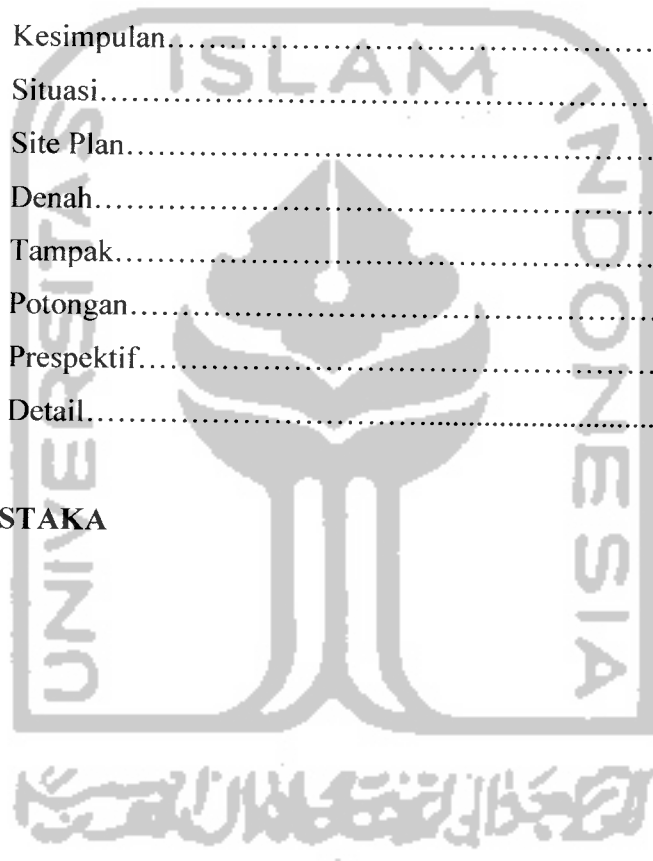 Kesimpulan................................................................
ISLAM
Situasi................................................................
Site Plan................................................................
Denah................................................................
Tampak................................................................
Potongan................................................................
Prespektif................................................................
Detail................................................................
STAKA
UNIVERSITAS
INDONESIA